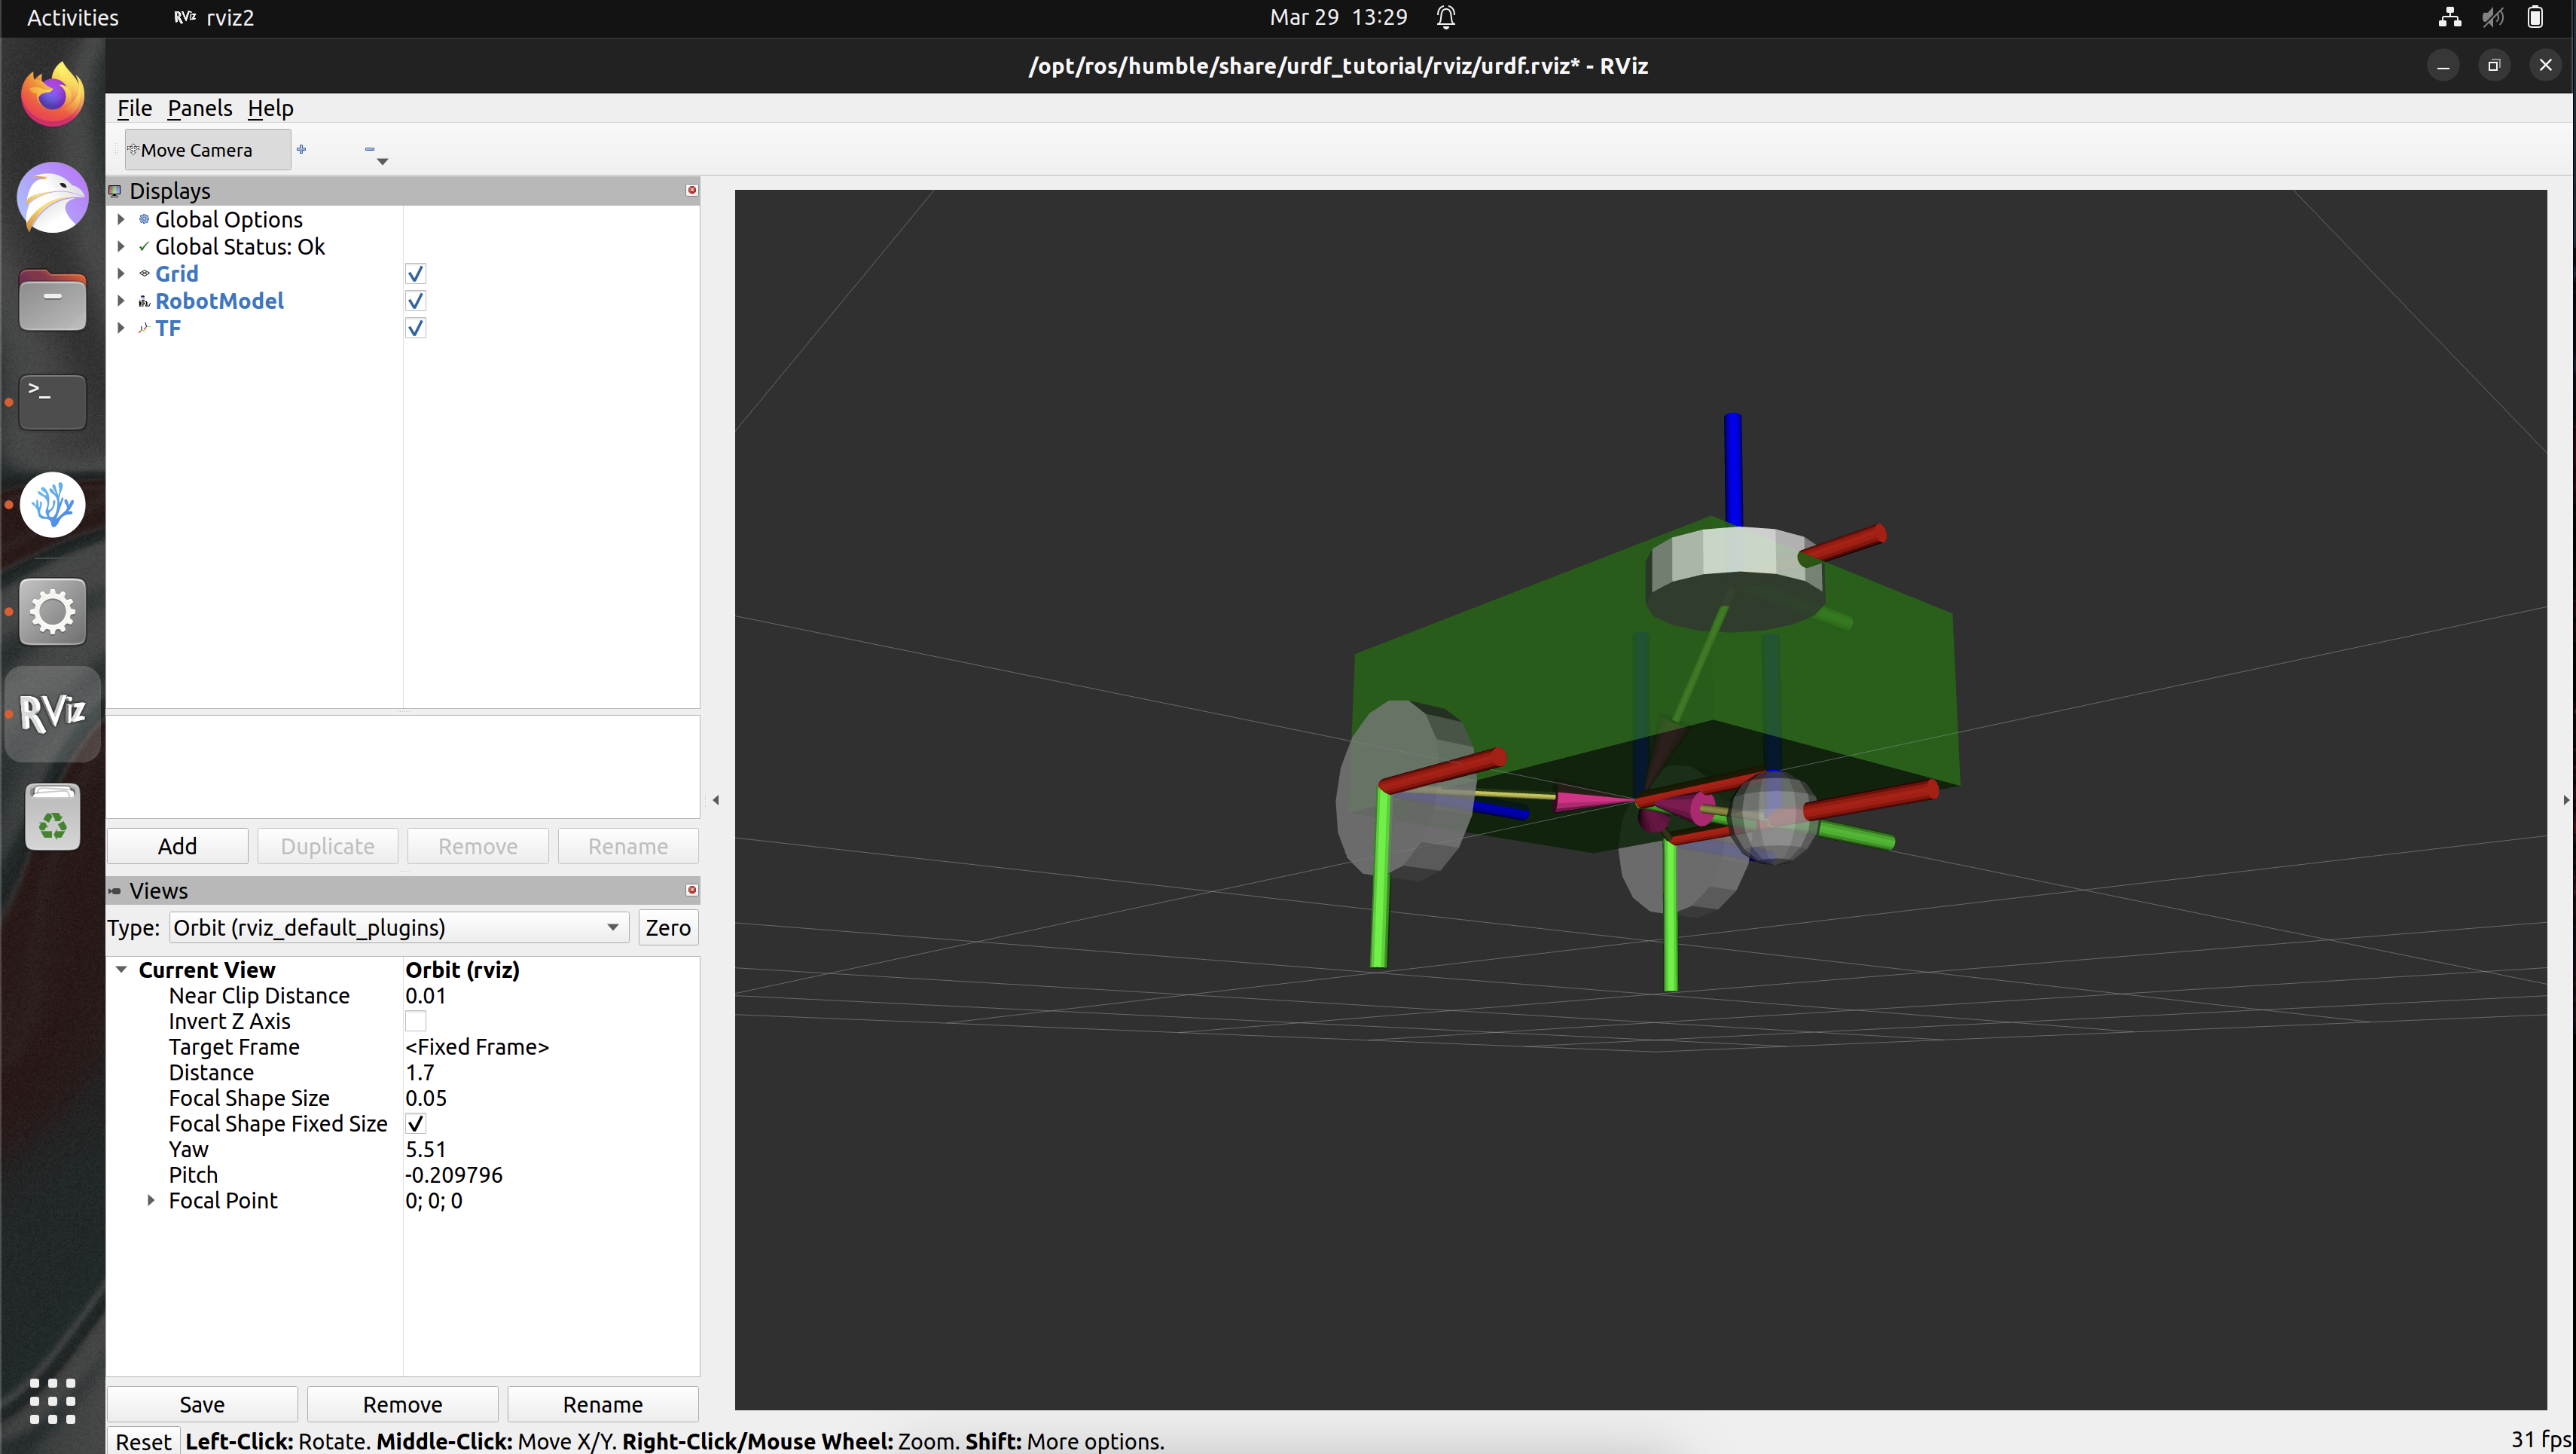 Activities RViz rviz2 Mar 29 13:29
/opt/ros/humble/share/urdf_tutorial/rviz/urdf.rviz* - RViz
File Panels Help
Move Camera
Displays
Global Options
Global Status: Ok
Grid
RobotModel
TF
>_
RViz
Add Duplicate Remove Rename
Views
Type: Orbit (rviz_default_plugins) Zero
Current View Orbit (rviz)
Near Clip Distance 0.01
Invert Z Axis
Target Frame <Fixed Frame>
Distance 1.7
Focal Shape Size 0.05
Focal Shape Fixed Size
Yaw 5.51
Pitch -0.209796
Focal Point 0; 0; 0
Save Remove Rename
Reset Left-Click: Rotate. Middle-Click: Move X/Y. Right-Click/Mouse Wheel: Zoom. Shift: More options. 31 fps